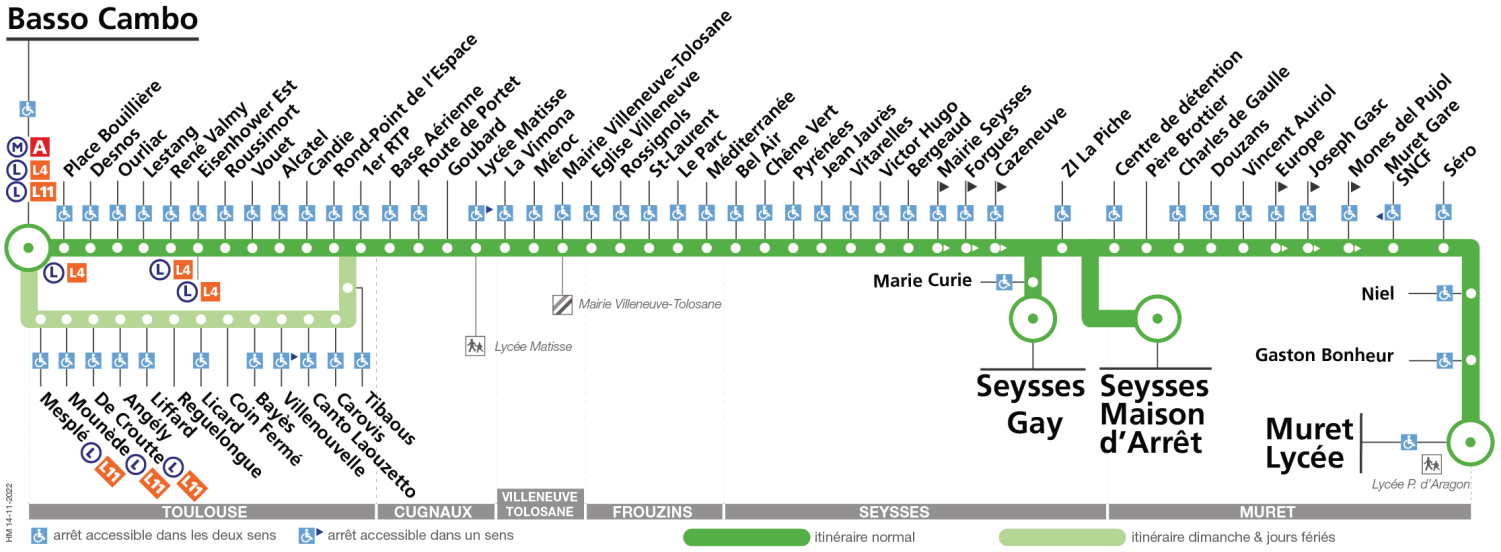 Basso Cambo
M A
L L4
L L11
Place Bouillière
Desnos
Ourliac
Lestang
René Valmy
Eisenhower Est
Roussimort
Vouet
Alcatel
Candie
Rond-Point de l'Espace
1er RTP
Base Aérienne
Route de Portet
Goubard
Lycée Matisse
La Vimona
Méroc
Mairie Villeneuve-Tolosane
Eglise Villeneuve
Rossignols
St-Laurent
Le Parc
Méditerranée
Bel Air
Chêne Vert
Pyrénées
Jean Jaurès
Vitarelles
Victor Hugo
Bergeaud
Mairie Seysses
Forgues
Cazeneuve
ZI La Piche
Centre de détention
Père Brottier
Charles de Gaulle
Douzans
Vincent Auriol
Europe
Joseph Gasc
Mones del Pujol
Muret Gare
SNCF
Séro
L L4
L L4
L L4
Marie Curie
Niel
Mairie Villeneuve-Tolosane
Lycée Matisse
Gaston Bonheur
Seysses
Gay
Seysses
Maison
d'Arrêt
Muret
Lycée
Lycée P. d'Aragon
Mesplé L L11
Mounède L L11
De Croutte L L11
Angély
Liffard
Reguelongue
Licard
Coin Fermé
Bayès
Villenouvelle
Canto Laouzetto
Carovis
Tibaous
HM 14-11-2022
TOULOUSE
CUGNAUX
VILLENEUVE
TOLOSANE
FROUZINS
SEYSSES
MURET
arrêt accessible dans les deux sens
arrêt accessible dans un sens
itinéraire normal
itinéraire dimanche & jours fériés